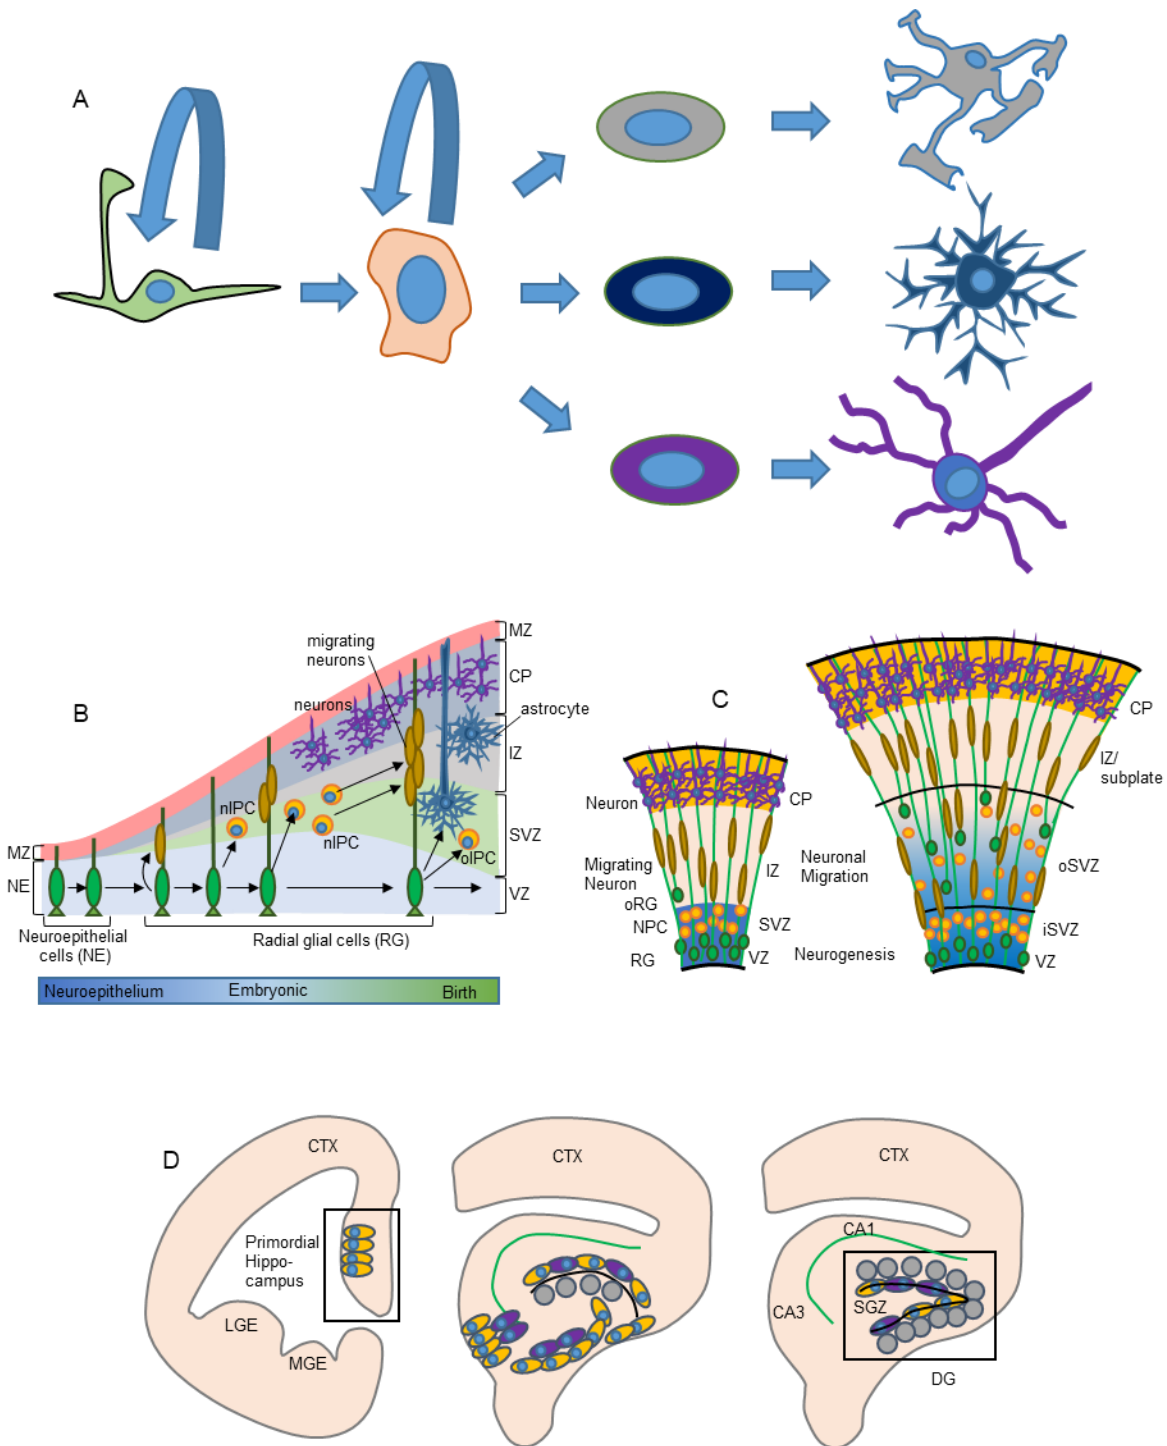 A
B
migrating
neurons
neurons
astrocyte
nIPC
nIPC
oIPC
MZ
CP
IZ
SVZ
VZ
MZ
NE
Neuroepithelial
cells (NE)
Radial glial cells (RG)
Neuroepithelium
Embryonic
Birth
C
Neuron
Migrating
Neuron
oRG
NPC
RG
CP
IZ
SVZ
VZ
Neuronal
Migration
Neurogenesis
CP
IZ/
subplate
oSVZ
iSVZ
VZ
D
CTX
Primordial
Hippo-
campus
LGE
MGE
CTX
CTX
CA1
CA3
SGZ
DG